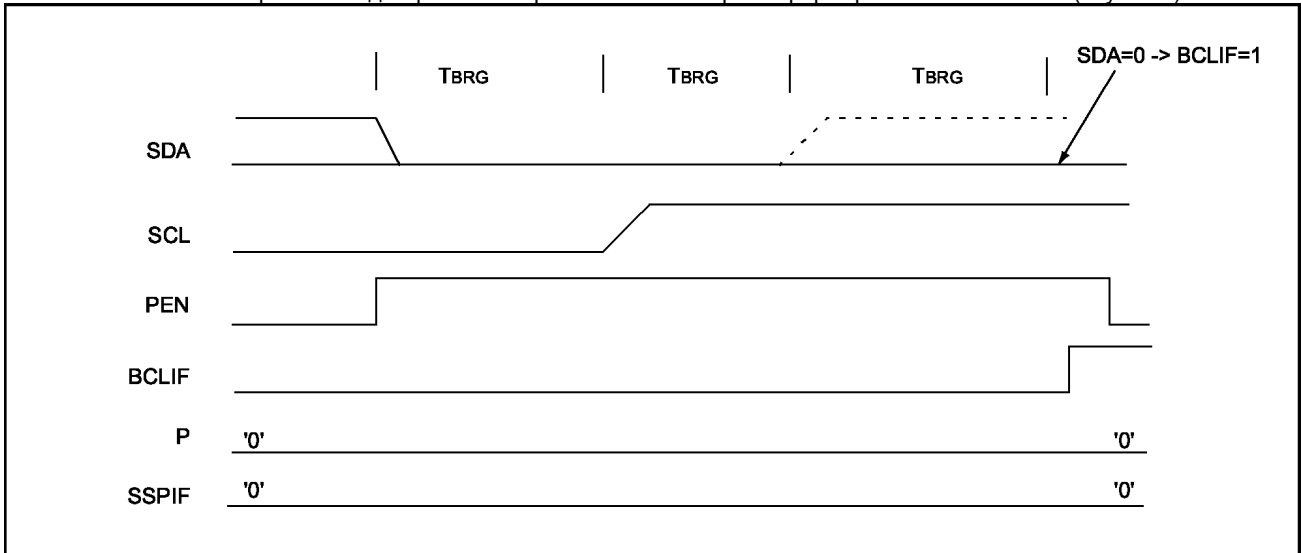 TBRG TBRG TBRG SDA=0 -> BCLIF=1
SDA
SCL
PEN
BCLIF
P '0' '0'
SSPIF '0' '0'